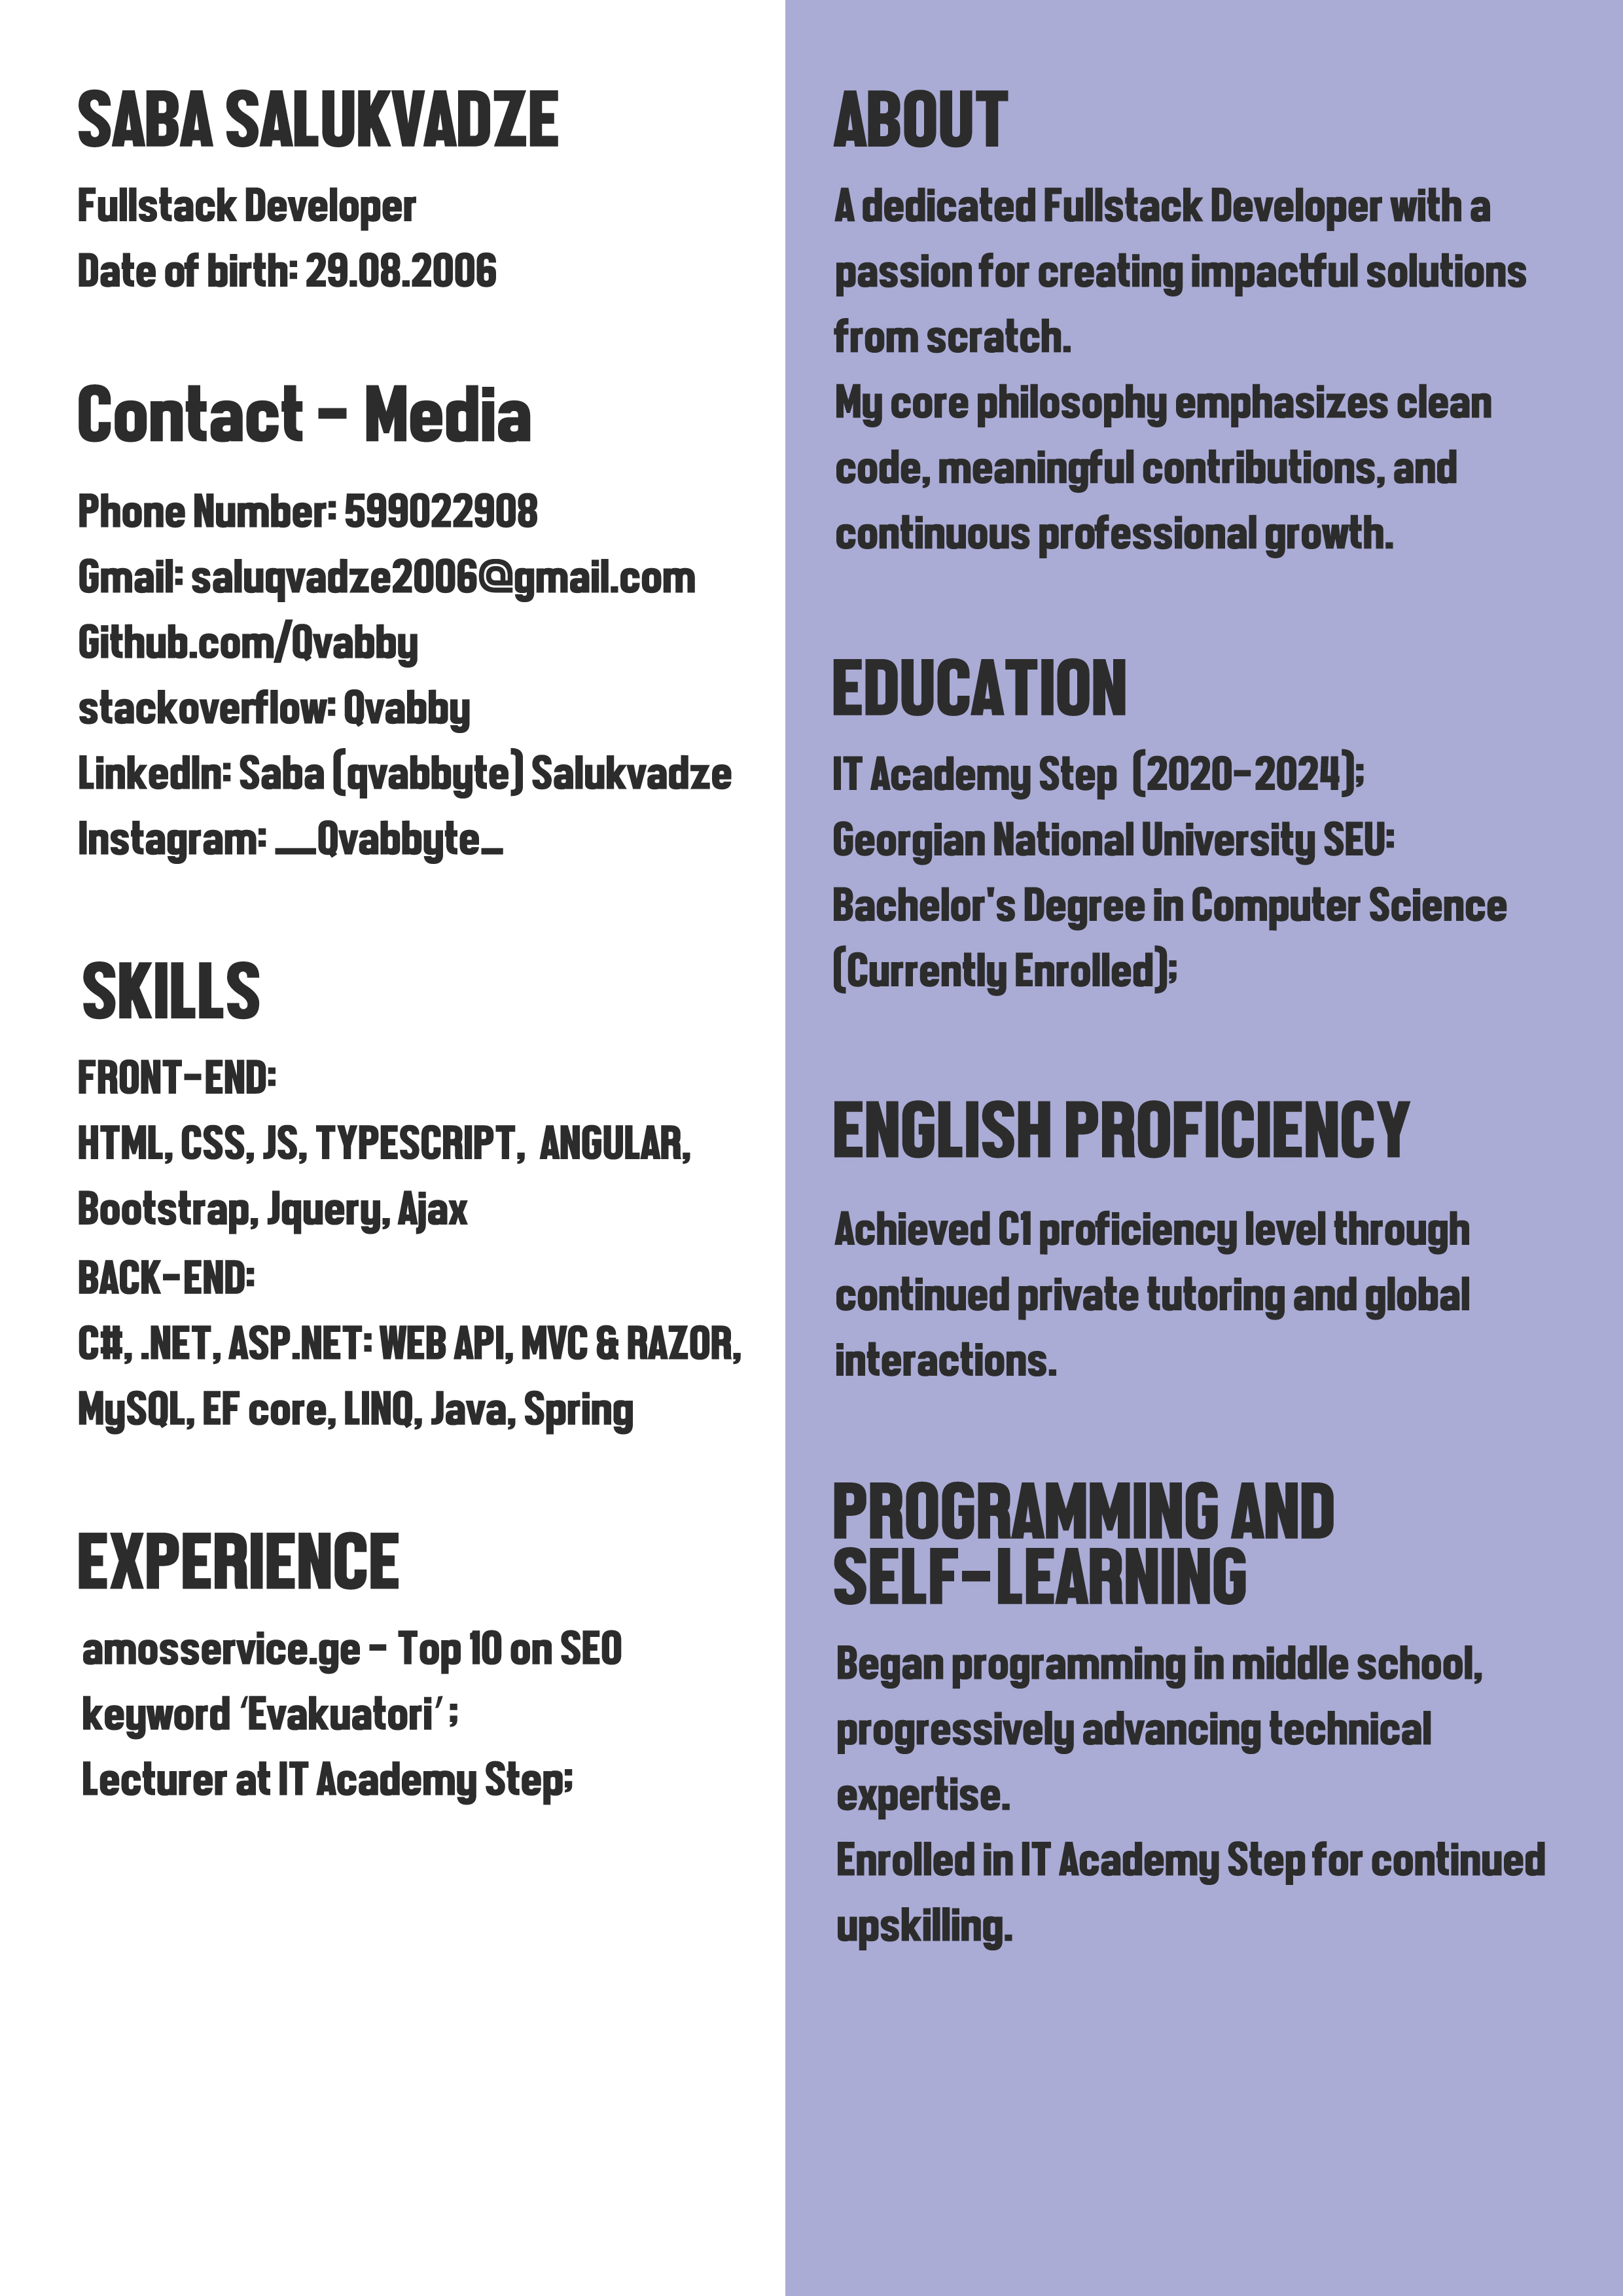 SABA SALUKVADZE
Fullstack Developer
Date of birth: 29.08.2006
Contact - Media
Phone Number: 599022908
Gmail: saluqvadze2006@gmail.com
Github.com/Qvabby
stackoverflow: Qvabby
LinkedIn: Saba (qvabbyte) Salukvadze
Instagram: __Qvabbyte_
SKILLS
FRONT-END:
HTML, CSS, JS, TYPESCRIPT, ANGULAR,
Bootstrap, Jquery, Ajax
BACK-END:
C#, .NET, ASP.NET: WEB API, MVC & RAZOR,
MySQL, EF core, LINQ, Java, Spring
EXPERIENCE
amosservice.ge - Top 10 on SEO
keyword ‘Evakuatori’ ;
Lecturer at IT Academy Step;
ABOUT
A dedicated Fullstack Developer with a
passion for creating impactful solutions
from scratch.
My core philosophy emphasizes clean
code, meaningful contributions, and
continuous professional growth.
EDUCATION
IT Academy Step (2020-2024);
Georgian National University SEU:
Bachelor's Degree in Computer Science
(Currently Enrolled);
ENGLISH PROFICIENCY
Achieved C1 proficiency level through
continued private tutoring and global
interactions.
PROGRAMMING AND
SELF-LEARNING
Began programming in middle school,
progressively advancing technical
expertise.
Enrolled in IT Academy Step for continued
upskilling.